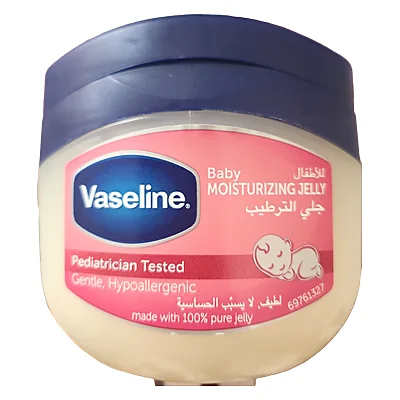 Vaseline.
Baby للأطفال
MOISTURIZING JELLY
جلي الترطيب
Pediatrician Tested
Gentle, Hypoallergenic
لطيف، لا يسبّب الحساسية
made with 100% pure jelly
69761327